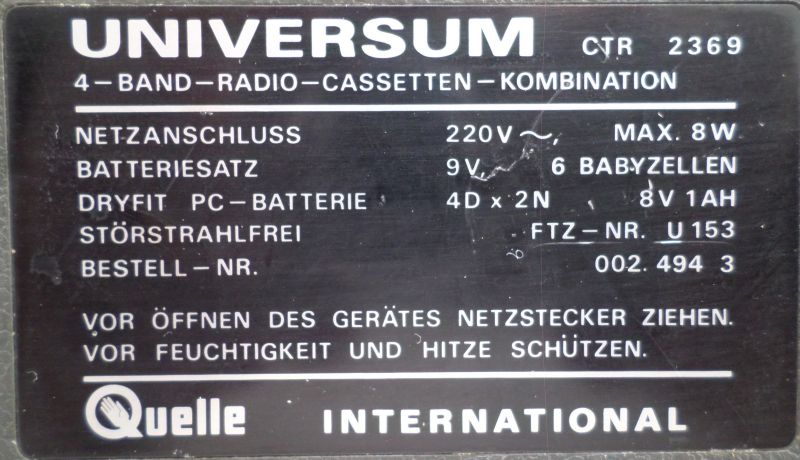 UNIVERSUM CTR 2369
4-BAND-RADIO-CASSETTEN-KOMBINATION
NETZANSCHLUSS 220V ~, MAX. 8W
BATTERIESATZ 9V, 6 BABYZELLEN
DRYFIT PC-BATTERIE 4D x 2N , 8V 1AH
STÖRSTRAHLFREI FTZ-NR. U 153
BESTELL-NR. 002. 494 3
VOR ÖFFNEN DES GERÄTES NETZSTECKER ZIEHEN.
VOR FEUCHTIGKEIT UND HITZE SCHÜTZEN.
Quelle INTERNATIONAL